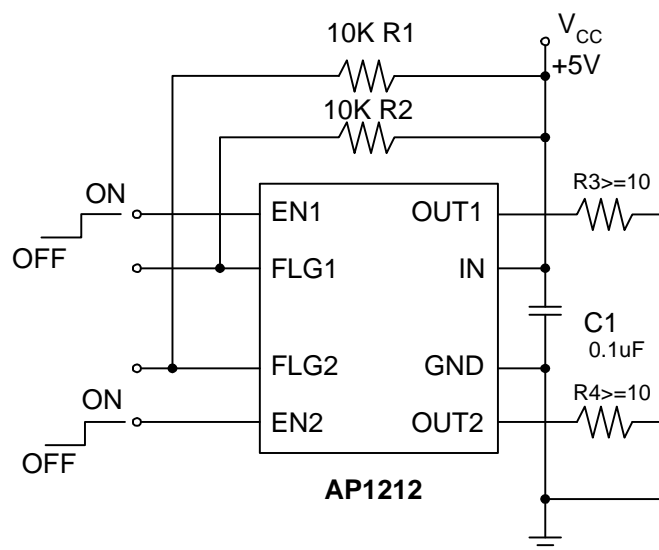 10K R1
V_CC
+5V
10K R2
R3>=10
ON
EN1
OUT1
OFF
FLG1
IN
C1
0.1uF
FLG2
GND
ON
R4>=10
EN2
OUT2
OFF
AP1212